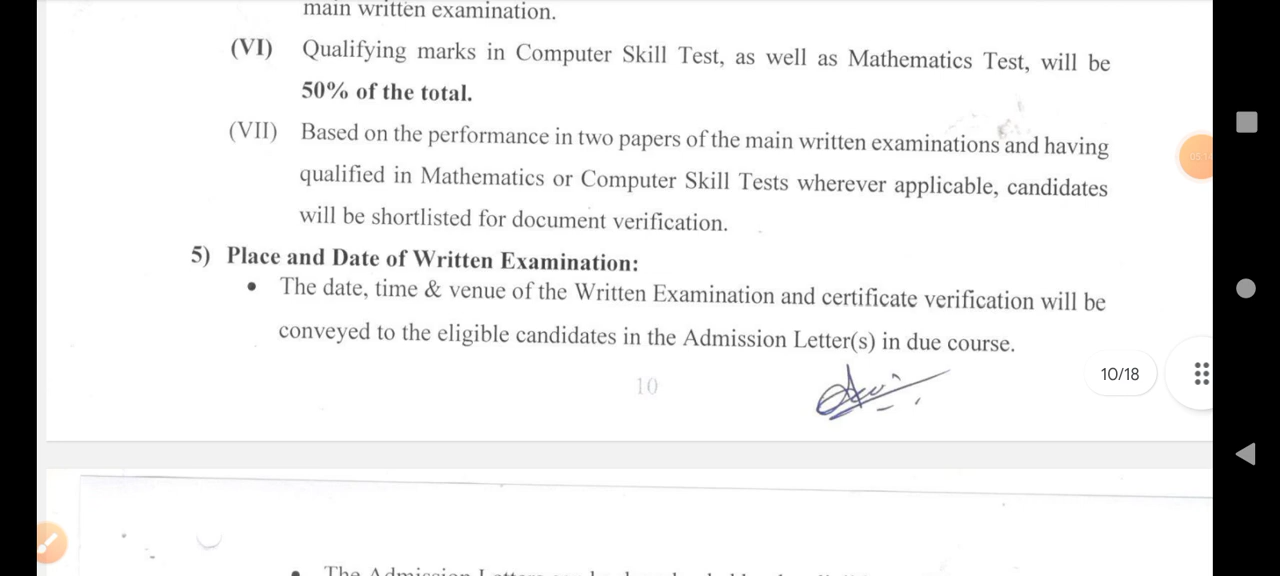 main written examination.
(VI) Qualifying marks in Computer Skill Test, as well as Mathematics Test, will be
50% of the total.
(VII) Based on the performance in two papers of the main written examinations and having
qualified in Mathematics or Computer Skill Tests wherever applicable, candidates
will be shortlisted for document verification.
5) Place and Date of Written Examination:
• The date, time & venue of the Written Examination and certificate verification will be
conveyed to the eligible candidates in the Admission Letter(s) in due course.
10
10/18
• The Admission